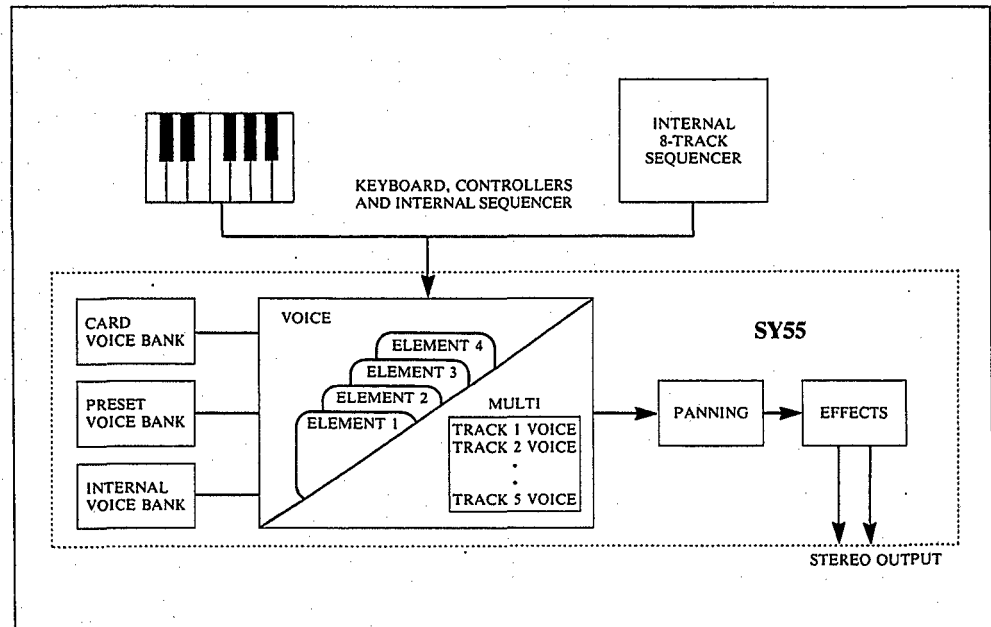 INTERNAL
8-TRACK
SEQUENCER
KEYBOARD, CONTROLLERS
AND INTERNAL SEQUENCER
CARD
VOICE BANK
PRESET
VOICE BANK
INTERNAL
VOICE BANK
VOICE
ELEMENT 4
ELEMENT 3
ELEMENT 2
ELEMENT 1
MULTI
TRACK 1 VOICE
TRACK 2 VOICE
.
.
TRACK 5 VOICE
SY55
PANNING
EFFECTS
STEREO OUTPUT